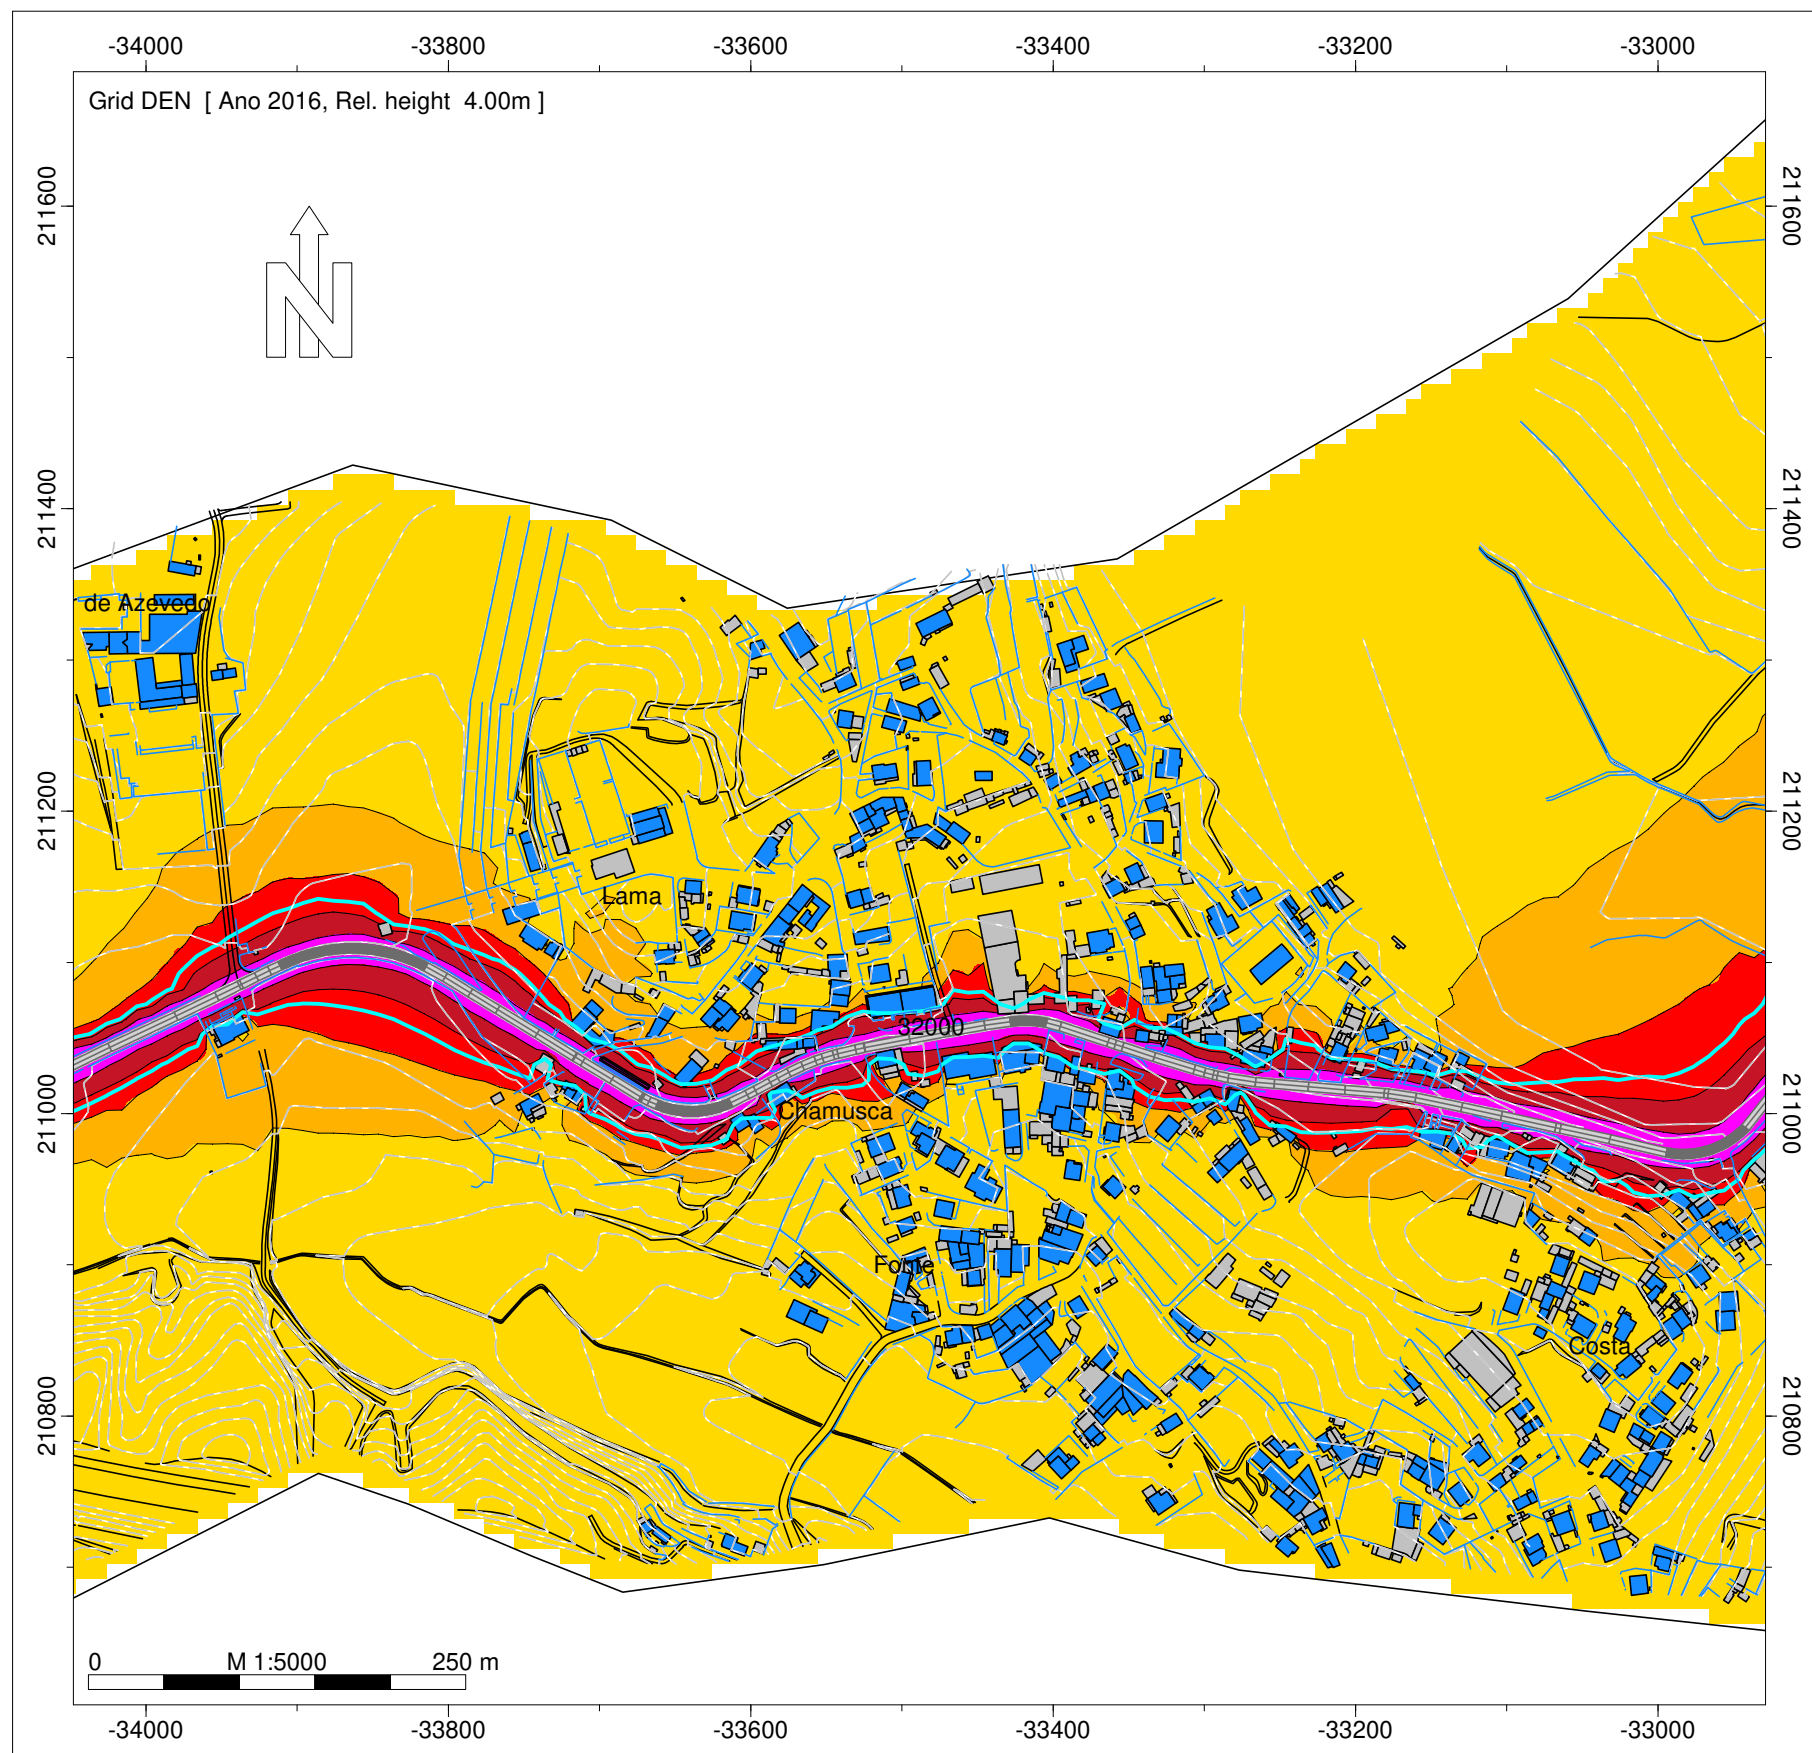 -34000 -33800 -33600 -33400 -33200 -33000
Grid DEN [ Ano 2016, Rel. height 4.00m ]
211600 211600
N
211400 211400
de Azevedo
211200 211200
Lama
32000
Chamusca
211000 211000
Fonte
Costa
210800 210800
0 M 1:5000 250 m
-34000 -33800 -33600 -33400 -33200 -33000